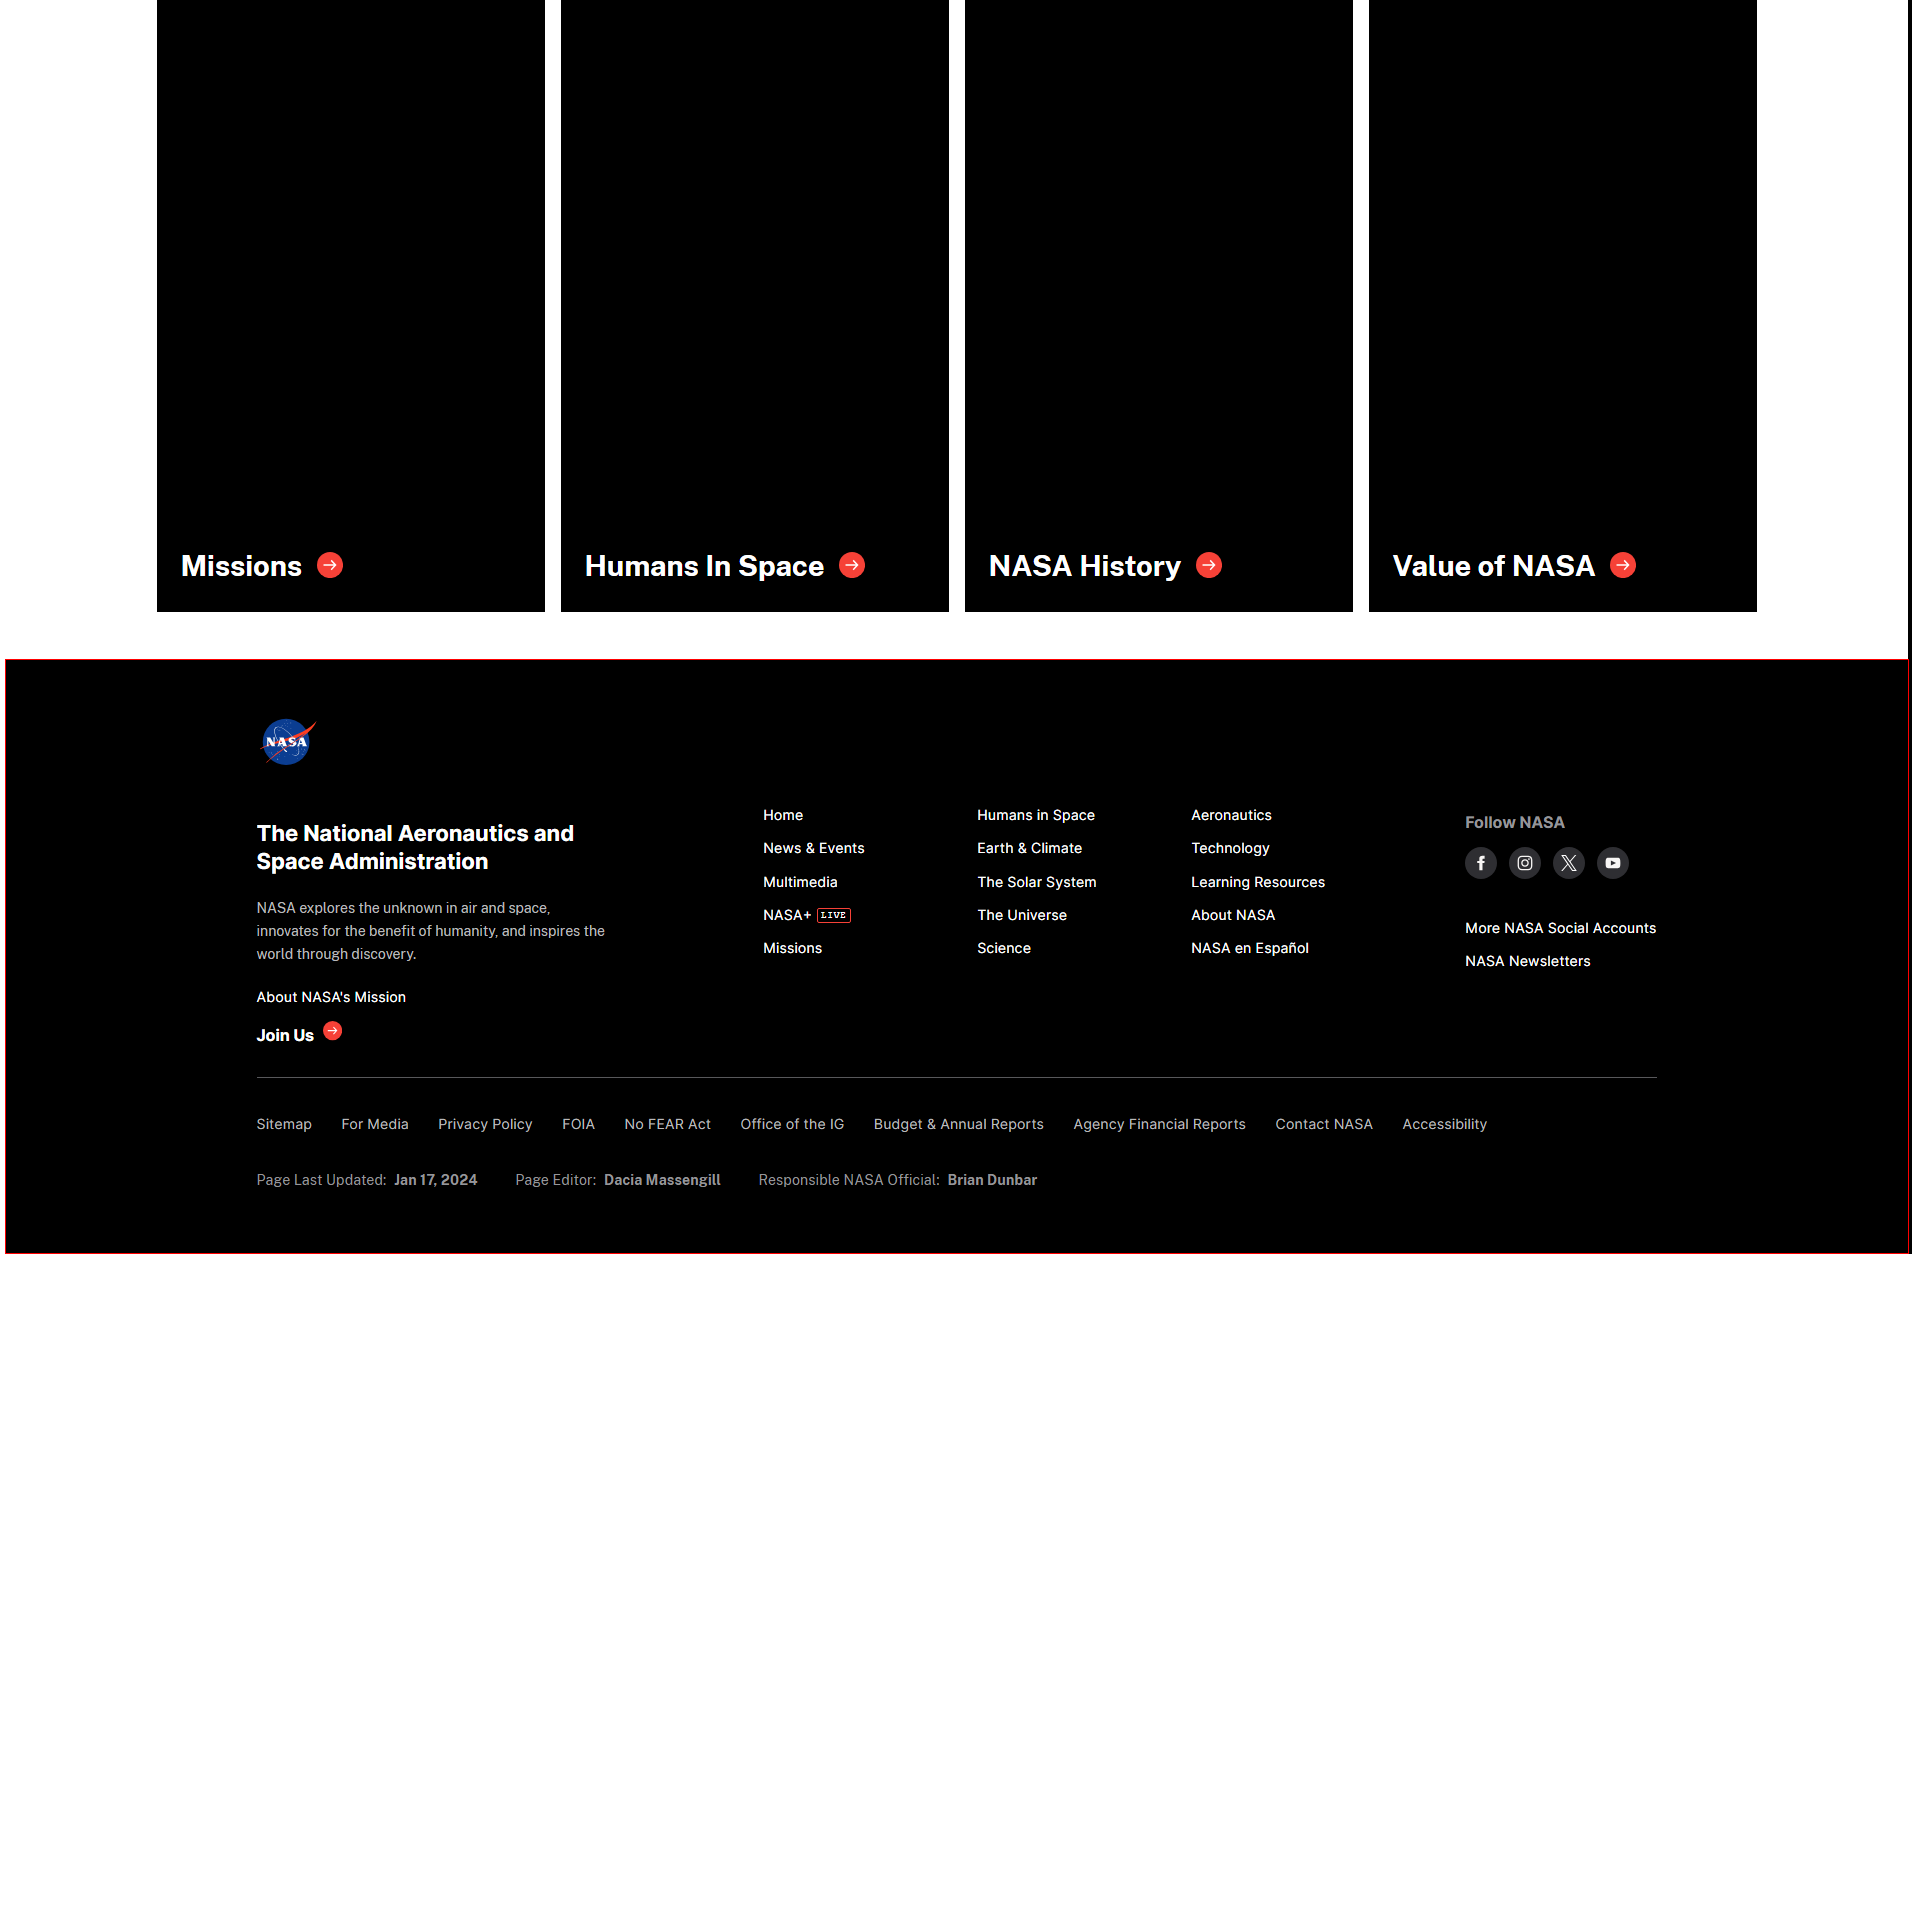 Missions
Humans In Space
NASA History
Value of NASA
NASA
The National Aeronautics and
Space Administration
NASA explores the unknown in air and space,
innovates for the benefit of humanity, and inspires the
world through discovery.
About NASA's Mission
Join Us
Home
News & Events
Multimedia
NASA+ LIVE
Missions
Humans in Space
Earth & Climate
The Solar System
The Universe
Science
Aeronautics
Technology
Learning Resources
About NASA
NASA en Español
Follow NASA
More NASA Social Accounts
NASA Newsletters
Sitemap For Media Privacy Policy FOIA No FEAR Act Office of the IG Budget & Annual Reports Agency Financial Reports Contact NASA Accessibility
Page Last Updated: Jan 17, 2024 Page Editor: Dacia Massengill Responsible NASA Official: Brian Dunbar